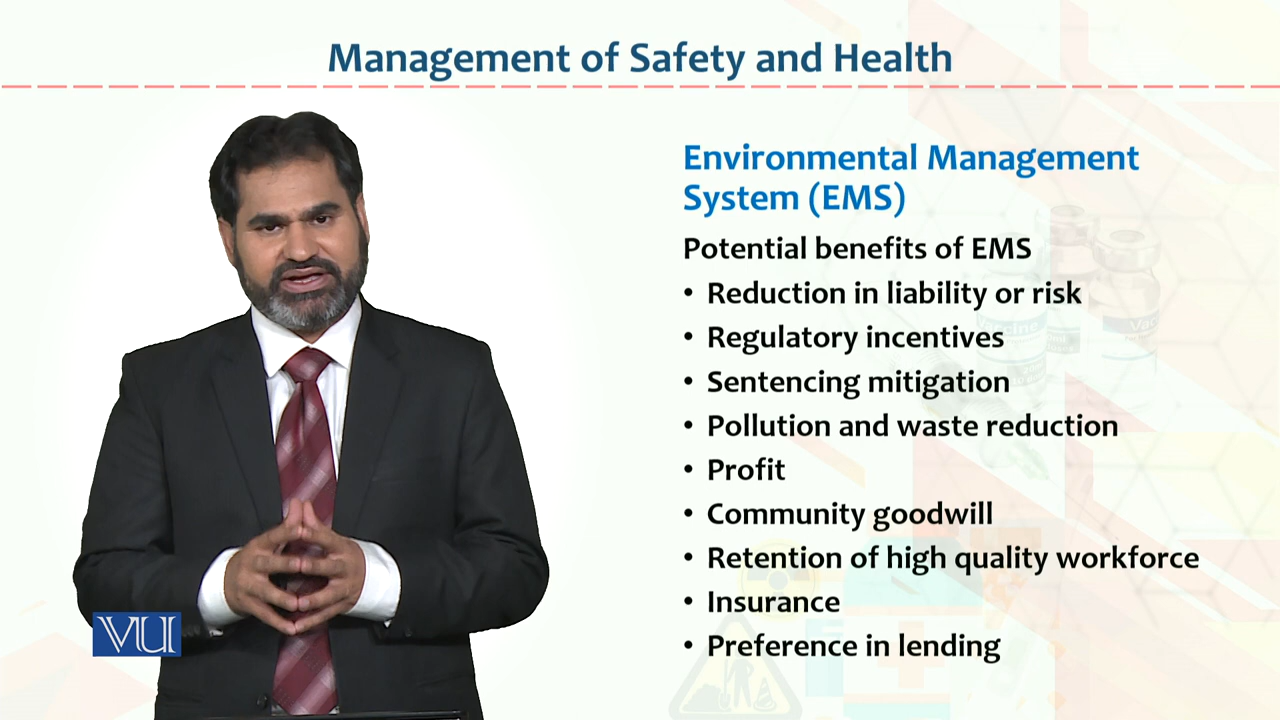 Management of Safety and Health
Environmental Management
System (EMS)
Potential benefits of EMS
• Reduction in liability or risk
• Regulatory incentives
• Sentencing mitigation
• Pollution and waste reduction
• Profit
• Community goodwill
• Retention of high quality workforce
• Insurance
• Preference in lending
VU
Vaccine